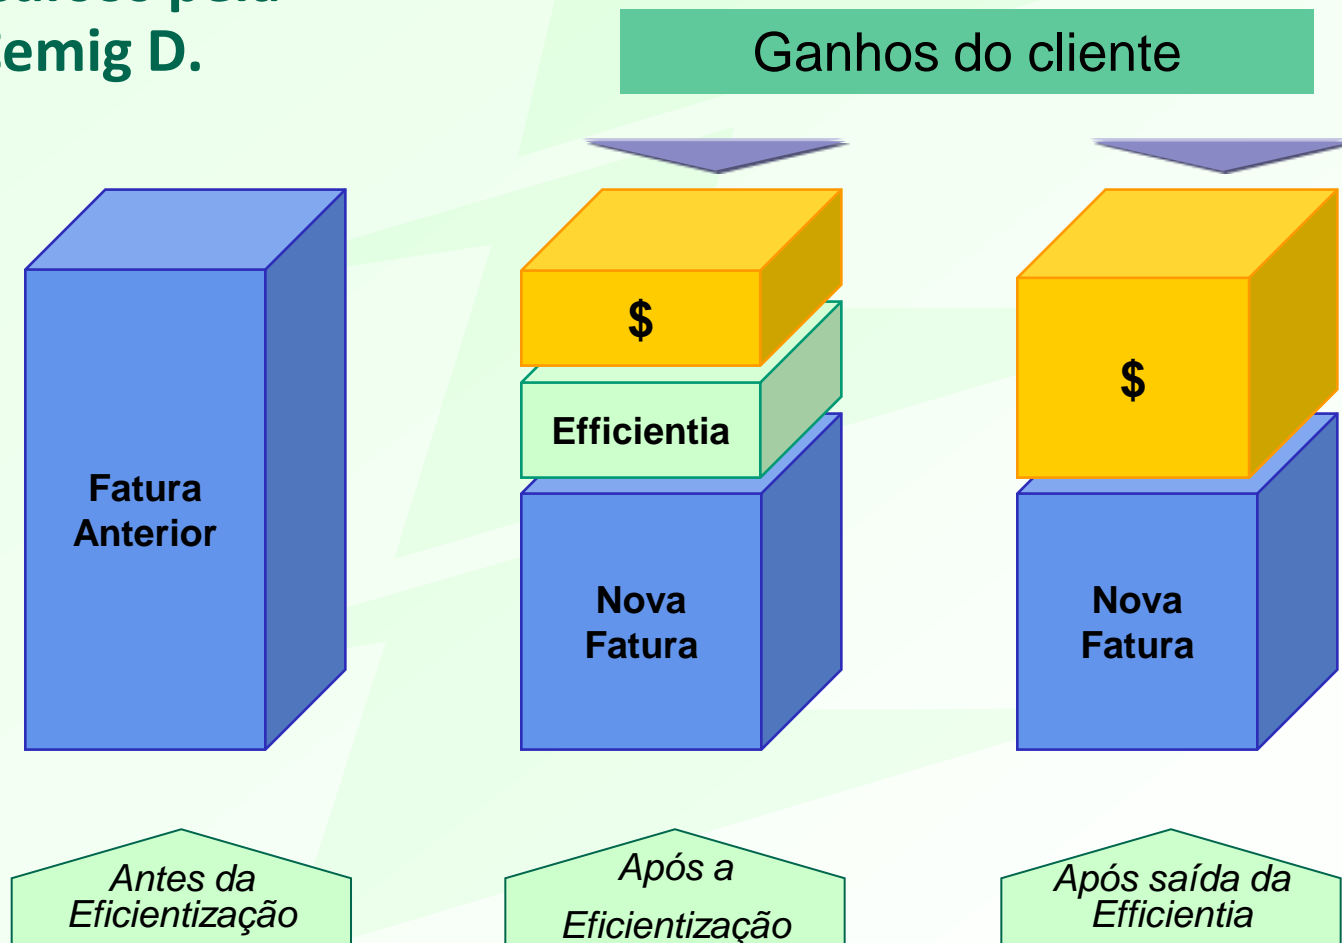 pela
Cemig D.
Ganhos do cliente
Fatura
Anterior
$
Efficientia
Nova
Fatura
$
Nova
Fatura
Antes da
Eficientização
Após a
Eficientização
Após saída da
Efficientia